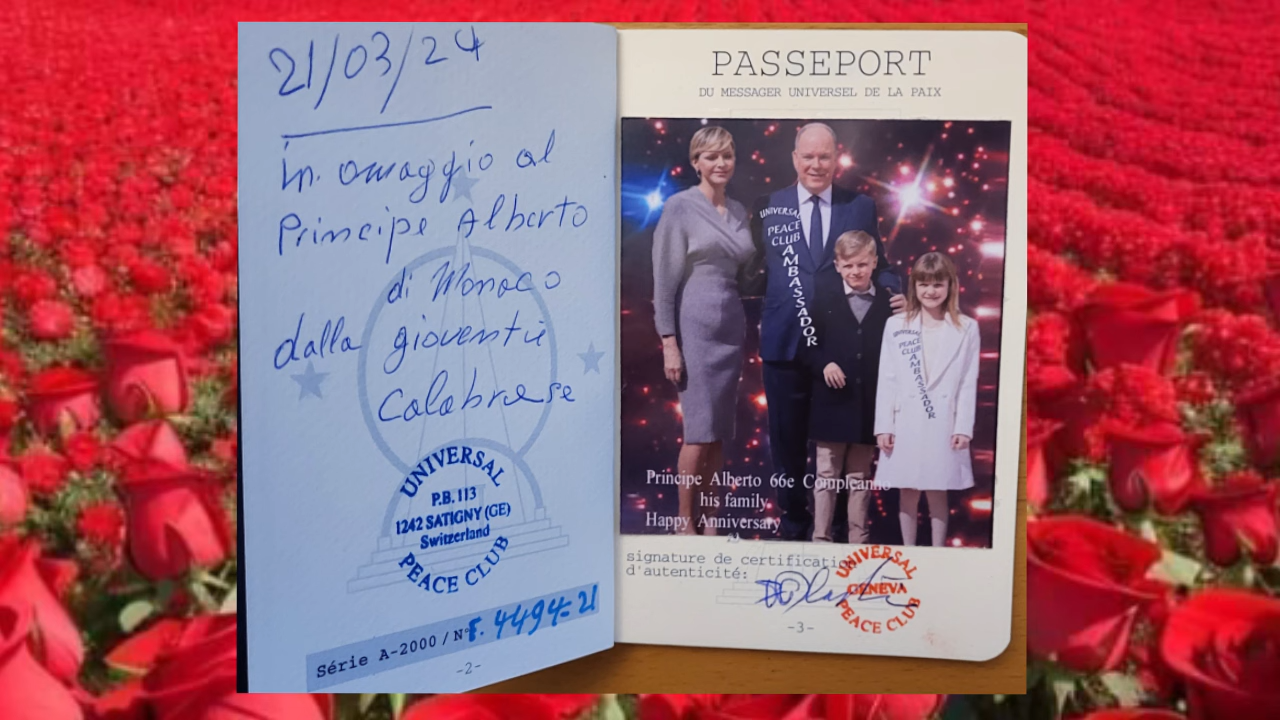 21/03/24
in omaggio al
Principe Alberto
di Monaco
dalla gioventù
Calabrese
UNIVERSAL
P.B. 113
1242 SATIGNY (GE)
Switzerland
PEACE CLUB
Série A-2000 / N° F. 4494-21
-2-
PASSEPORT
DU MESSAGER UNIVERSEL DE LA PAIX
UNIVERSAL
PEACE
CLUB
AMBASSADOR
UNIVERSAL
PEACE
CLUB
AMBASSADOR
Principe Alberto 66e Compleanno
his family
Happy Anniversary
signature de certification
d'autenticité:
UNIVERSAL
GENEVA
PEACE CLUB
-3-